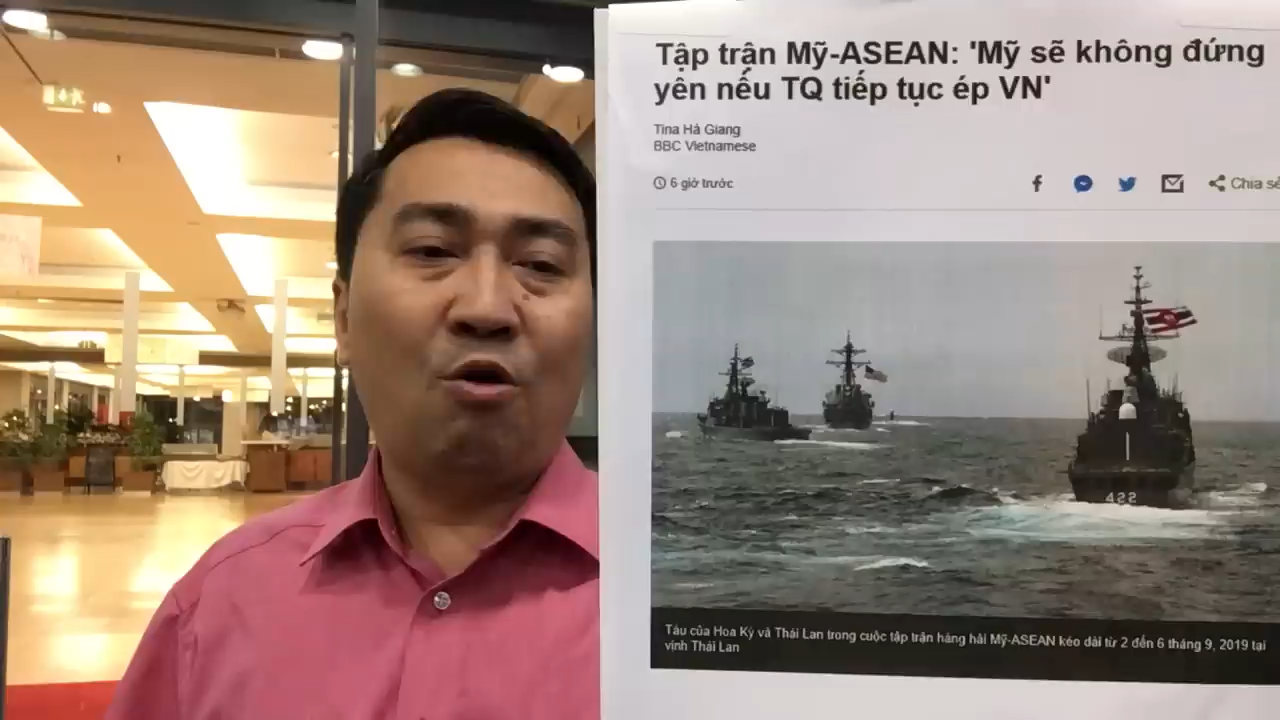 Tập trận Mỹ-ASEAN: 'Mỹ sẽ không đứng
yên nếu TQ tiếp tục ép VN'
Tina Hà Giang
BBC Vietnamese
6 giờ trước
Chia sẻ
Tàu của Hoa Kỳ và Thái Lan trong cuộc tập trận hàng hải Mỹ-ASEAN kéo dài từ 2 đến 6 tháng 9, 2019 tại
vịnh Thái Lan
422